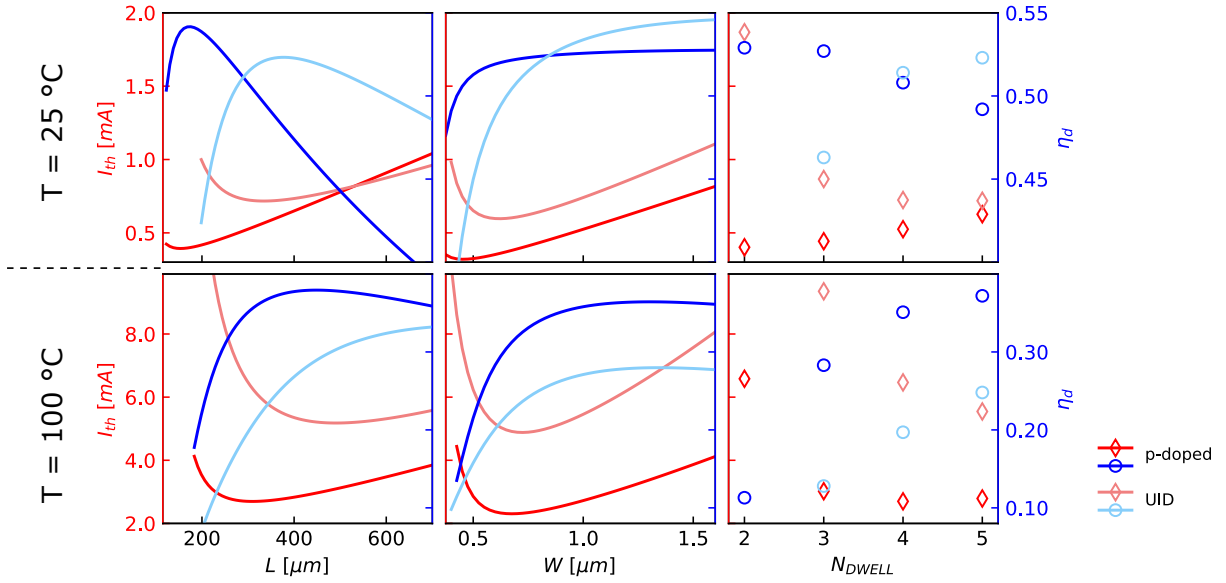 T = 25 °C
I_th [mA]
2.0
1.5
1.0
0.5
0.55
0.50
0.45
η_d
T = 100 °C
I_th [mA]
8.0
6.0
4.0
2.0
0.30
0.20
0.10
η_d
200 400 600
L [μm]
0.5 1.0 1.5
W [μm]
2 3 4 5
N_DWELL
p-doped
UID